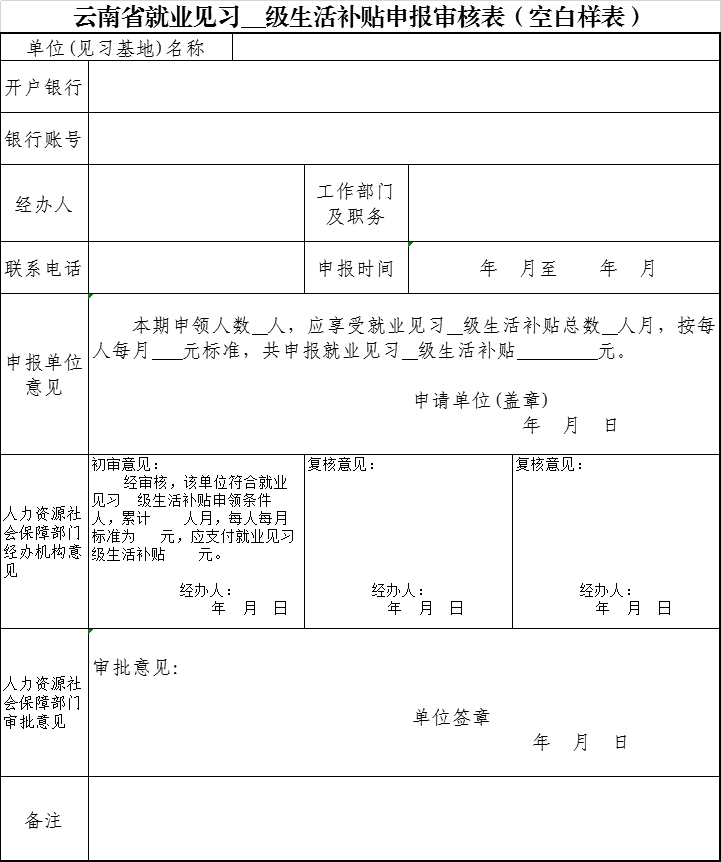 云南省就业见习__级生活补贴申报审核表（空白样表）
单位(见习基地)名称
开户银行
银行账号
经办人
工作部门
及职务
联系电话
申报时间
年 月至 年 月
申报单位
意见
本期申领人数__人，应享受就业见习__级生活补贴总数__人月，按每
人每月___元标准，共申报就业见习__级生活补贴_________元。
申请单位(盖章)
年 月 日
人力资源社
会保障部门
经办机构意
见
初审意见：
经审核，该单位符合就业
见习 级生活补贴申领条件
人，累计 人月，每人每月
标准为 元，应支付就业见习
级生活补贴 元。
经办人：
年 月 日
复核意见：
经办人：
年 月 日
复核意见：
经办人：
年 月 日
人力资源社
会保障部门
审批意见
审批意见：
单位签章
年 月 日
备注